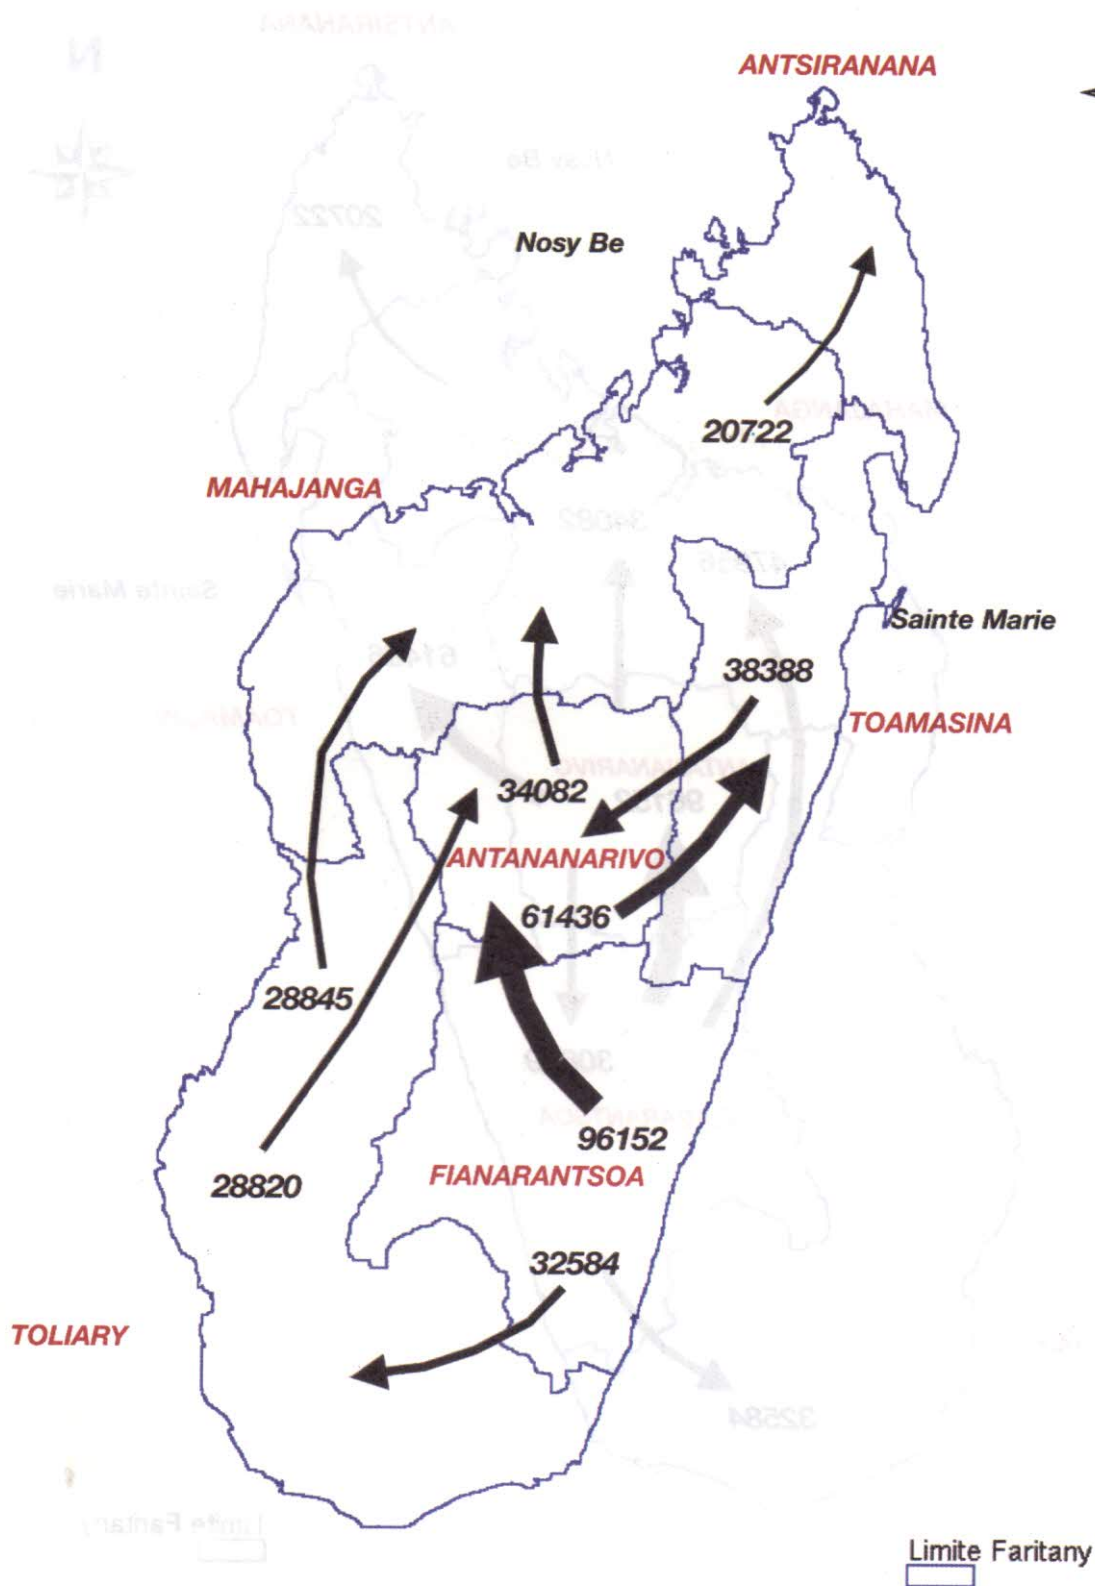 ANTSIRANANA
Nosy Be
20722
MAHAJANGA
Sainte Marie
38388
TOAMASINA
34082
ANTANANARIVO
61436
28845
96152
FIANARANTSOA
28820
32584
TOLIARY
Limite Faritany